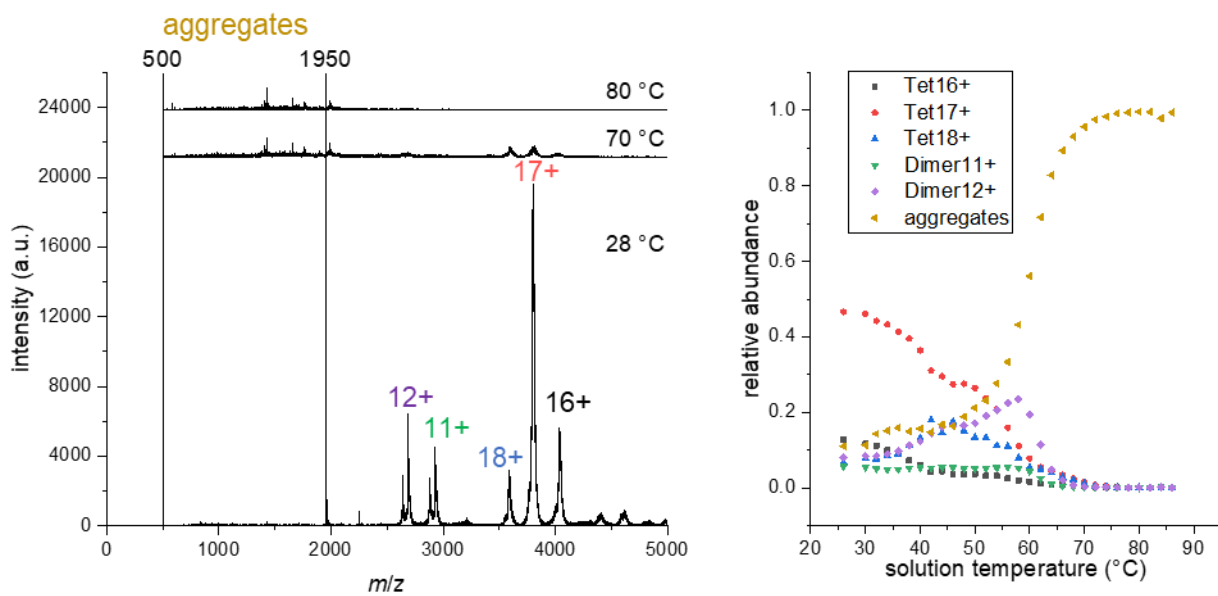 aggregates
500
1950
24000
20000
16000
12000
8000
4000
0
intensity (a.u.)
80 °C
70 °C
17+
28 °C
12+
11+
18+
16+
0
1000
2000
3000
4000
5000
m/z
Tet16+
Tet17+
Tet18+
Dimer11+
Dimer12+
aggregates
1.0
0.8
0.6
0.4
0.2
0.0
relative abundance
20
30
40
50
60
70
80
90
solution temperature (°C)